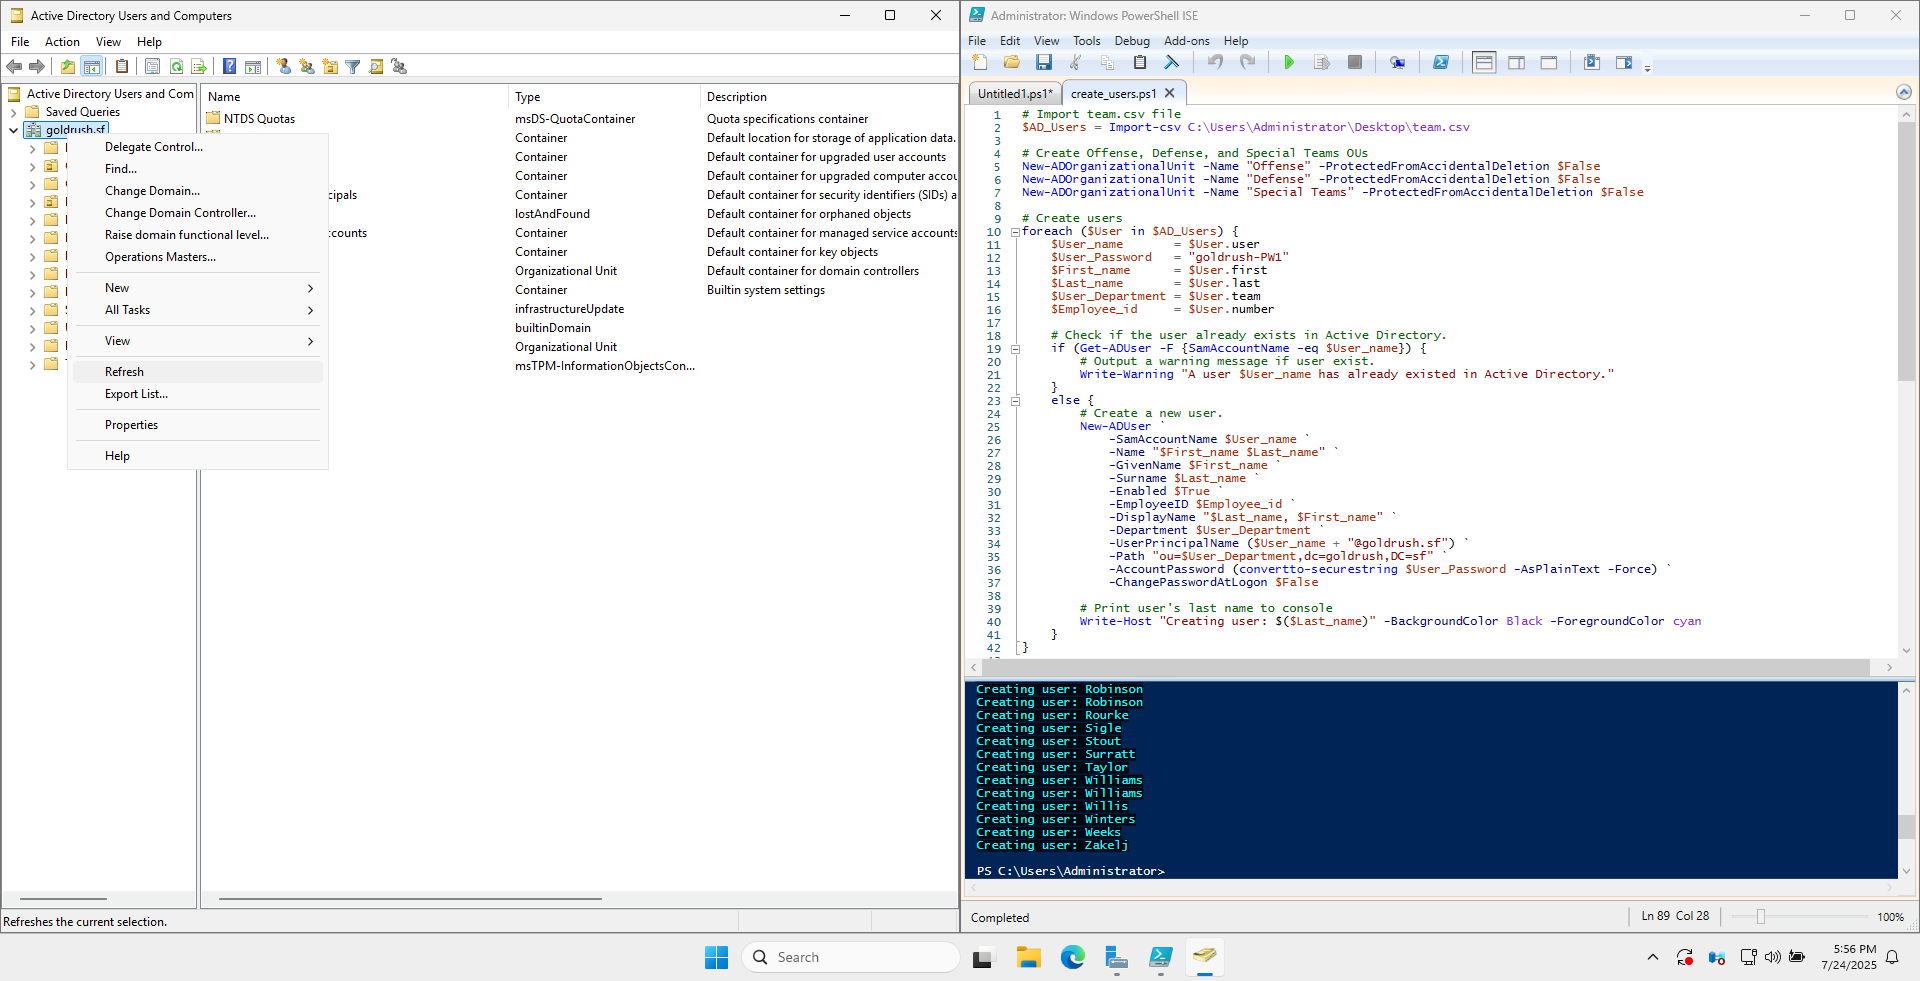 Active Directory Users and Computers
File Action View Help
Active Directory Users and Com
Saved Queries
goldrush.sf
Delegate Control...
Find...
Change Domain...
Change Domain Controller...
Raise domain functional level...
Operations Masters...
New
All Tasks
View
Refresh
Export List...
Properties
Help
Name Type Description
NTDS Quotas msDS-QuotaContainer Quota specifications container
Container Default location for storage of application data.
Container Default container for upgraded user accounts
Container Default container for upgraded computer accou
cipals Container Default container for security identifiers (SIDs) a
lostAndFound Default container for orphaned objects
ccounts Container Default container for managed service accounts
Container Default container for key objects
Organizational Unit Default container for domain controllers
Container Builtin system settings
infrastructureUpdate
builtinDomain
Organizational Unit
msTPM-InformationObjectsCon...
Refreshes the current selection.
Administrator: Windows PowerShell ISE
File Edit View Tools Debug Add-ons Help
Untitled1.ps1* create_users.ps1
1 # Import team.csv file
2 $AD_Users = Import-csv C:\Users\Administrator\Desktop\team.csv
3
4 # Create Offense, Defense, and Special Teams OUs
5 New-ADOrganizationalUnit -Name "Offense" -ProtectedFromAccidentalDeletion $False
6 New-ADOrganizationalUnit -Name "Defense" -ProtectedFromAccidentalDeletion $False
7 New-ADOrganizationalUnit -Name "Special Teams" -ProtectedFromAccidentalDeletion $False
8
9 # Create users
10 foreach ($User in $AD_Users) {
11 $User_name = $User.user
12 $User_Password = "goldrush-PW1"
13 $First_name = $User.first
14 $Last_name = $User.last
15 $User_Department = $User.team
16 $Employee_id = $User.number
17
18 # Check if the user already exists in Active Directory.
19 if (Get-ADUser -F {SamAccountName -eq $User_name}) {
20 # Output a warning message if user exist.
21 Write-Warning "A user $User_name has already existed in Active Directory."
22 }
23 else {
24 # Create a new user.
25 New-ADUser `
26 -SamAccountName $User_name `
27 -Name "$First_name $Last_name" `
28 -GivenName $First_name `
29 -Surname $Last_name `
30 -Enabled $True `
31 -EmployeeID $Employee_id `
32 -DisplayName "$Last_name, $First_name" `
33 -Department $User_Department `
34 -UserPrincipalName ($User_name + "@goldrush.sf") `
35 -Path "ou=$User_Department,dc=goldrush,DC=sf" `
36 -AccountPassword (convertto-securestring $User_Password -AsPlainText -Force) `
37 -ChangePasswordAtLogon $False
38
39 # Print user's last name to console
40 Write-Host "Creating user: $($Last_name)" -BackgroundColor Black -ForegroundColor cyan
41 }
42 }
Creating user: Robinson
Creating user: Robinson
Creating user: Rourke
Creating user: Sigle
Creating user: Stout
Creating user: Surratt
Creating user: Taylor
Creating user: Williams
Creating user: Williams
Creating user: Willis
Creating user: Winters
Creating user: Weeks
Creating user: Zakelj
PS C:\Users\Administrator>
Completed Ln 89 Col 28 100%
Search
5:56 PM
7/24/2025